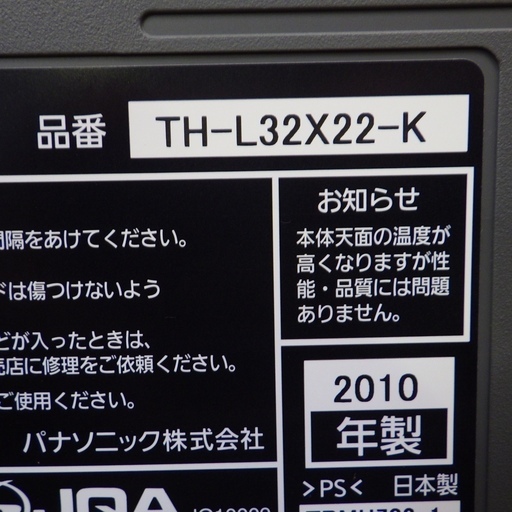 品番 TH-L32X22-K
間隔をあけてください。
ドは傷つけないよう
が入ったときは、
売店に修理をご依頼ください。
ご使用ください。
パナソニック株式会社
お知らせ
本体天面の温度が
高くなりますが性
能・品質には問題
ありません。
2010
年製
>PS< 日本製
JQA